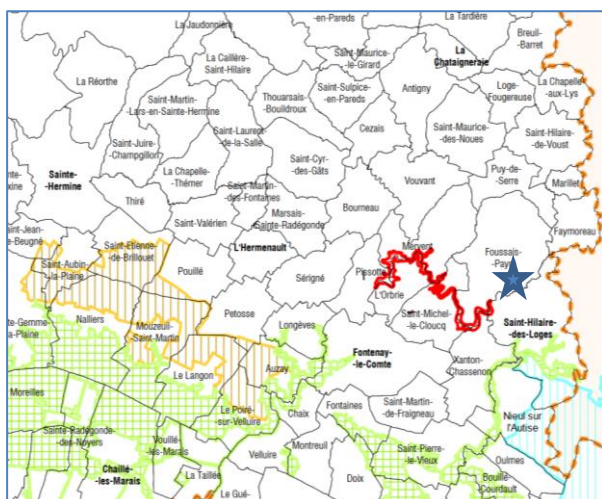 La Jaudonnière
-en-Pareds
La Tardière
Breuil-
-Barret
La Caillère-
Saint-Hilaire
Saint-Maurice-
-le-Girard
La
Chataigneraie
La Réorthe
Saint-Martin-
-Lars-en-Sainte-Hermine
Thouarsais-
-Bouildroux
Saint-Sulpice-
-en-Pareds
Antigny
Loge-
-Fougereuse
La Chapelle-
-aux-Lys
Saint-Juire-
-Champgillon
Saint-Laurent-
-de-la-Salle
Cezais
Saint-Maurice-
-des-Noues
Saint-Hilaire-
-de-Voust
Sainte-
-Hermine
La Chapelle-
-Thémer
Saint-Cyr-
-des-Gâts
Saint-Martin-
-des-Fontaines
Vouvant
Puy-de-
-Serre
Marillet
Thiré
Saint-Valérien
Marsais-
-Sainte-Radégonde
Bourneau
Faymoreau
Saint-Jean-
-de-Beugné
Saint-Etienne-
-de-Brillouet
L'Hermenault
Mervent
Foussais-
-Payré
Saint-Aubin-
-la-Plaine
Pouillé
Sérigné
Pissotte
L'Orbrie
Nalliers
Petosse
Saint-Michel-
-le-Cloucq
Saint-Hilaire-
-des-Loges
te-Gemme-
-la-Plaine
Mouzeuil-
-Saint-Martin
Longèves
Fontenay-
-le-Comte
Xanton-
-Chassenon
Le Langon
Auzay
Moreilles
Le Poiré-
-sur-Velluire
Chaix
Fontaines
Saint-Martin-
-de-Fraigneau
Nieul sur
l'Autise
Sainte-Radégonde-
-des-Noyers
Vouillé-
-les-Marais
Chaillé-
-les-Marais
Velluire
Montreuil
Saint-Pierre-
-le-Vieux
Oulmes
La Taillée
Doix
Bouillé-
-Courdault
Le Gué-